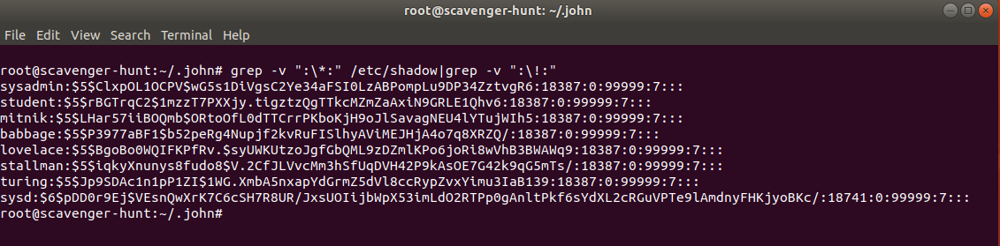 root@scavenger-hunt: ~/.john
File Edit View Search Terminal Help
root@scavenger-hunt:~/.john# grep -v ":\*:" /etc/shadow|grep -v ":\!:"
sysadmin:$5$ClxpOL1OCPV$wG5s1DiVgsC2Ye34aFSI0LzABPompLu9DP34ZztvgR6:18387:0:99999:7:::
student:$5$rBGTrqC2$1mzzT7PXXjy.tigztzQgTTkcMZmZaAxiN9GRLE1Qhv6:18387:0:99999:7:::
mitnik:$5$LHar57iiBOQmb$ORtoOfL0dTTCrrPKboKjH9oJlSavagNEU4lYTujWIh5:18387:0:99999:7:::
babbage:$5$P3977aBF1$b52peRg4Nupjf2kvRuFISlhyAViMEJHjA4o7q8XRZQ/:18387:0:99999:7:::
lovelace:$5$BgoBo0WQIFKPfRv.$syUWKUtzoJgfGbQML9zDZmlKPo6joRi8wVhB3BWAWq9:18387:0:99999:7:::
stallman:$5$iqkyXnunys8fudo8$V.2CfJLVvcMm3hSfUqDVH42P9kAsOE7G42k9qG5mTs/:18387:0:99999:7:::
turing:$5$Jp9SDAc1n1pP1ZI$1WG.XmbA5nxapYdGrmZ5dVl8ccRypZvxYimu3IaB139:18387:0:99999:7:::
sysd:$6$pDD0r9Ej$VEsnQwXrK7C6cSH7R8UR/JxsUOIijbWpX53imLdO2RTPp0gAnltPkf6sYdXL2cRGuVPTe9lAmdnyFHKjyoBKc/:18741:0:99999:7:::
root@scavenger-hunt:~/.john#